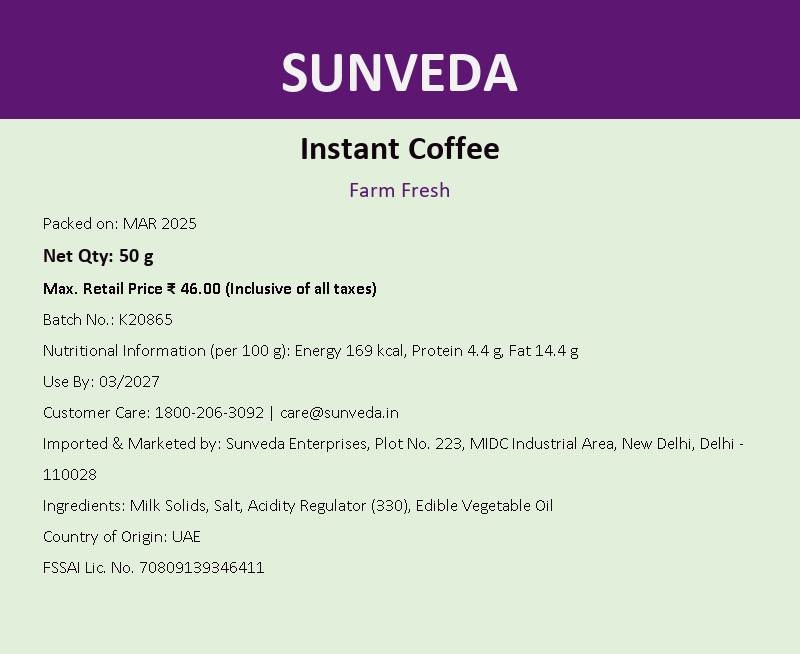 SUNVEDA
Instant Coffee
Farm Fresh
Packed on: MAR 2025
Net Qty: 50 g
Max. Retail Price ₹ 46.00 (Inclusive of all taxes)
Batch No.: K20865
Nutritional Information (per 100 g): Energy 169 kcal, Protein 4.4 g, Fat 14.4 g
Use By: 03/2027
Customer Care: 1800-206-3092 | care@sunveda.in
Imported & Marketed by: Sunveda Enterprises, Plot No. 223, MIDC Industrial Area, New Delhi, Delhi -
110028
Ingredients: Milk Solids, Salt, Acidity Regulator (330), Edible Vegetable Oil
Country of Origin: UAE
FSSAI Lic. No. 70809139346411